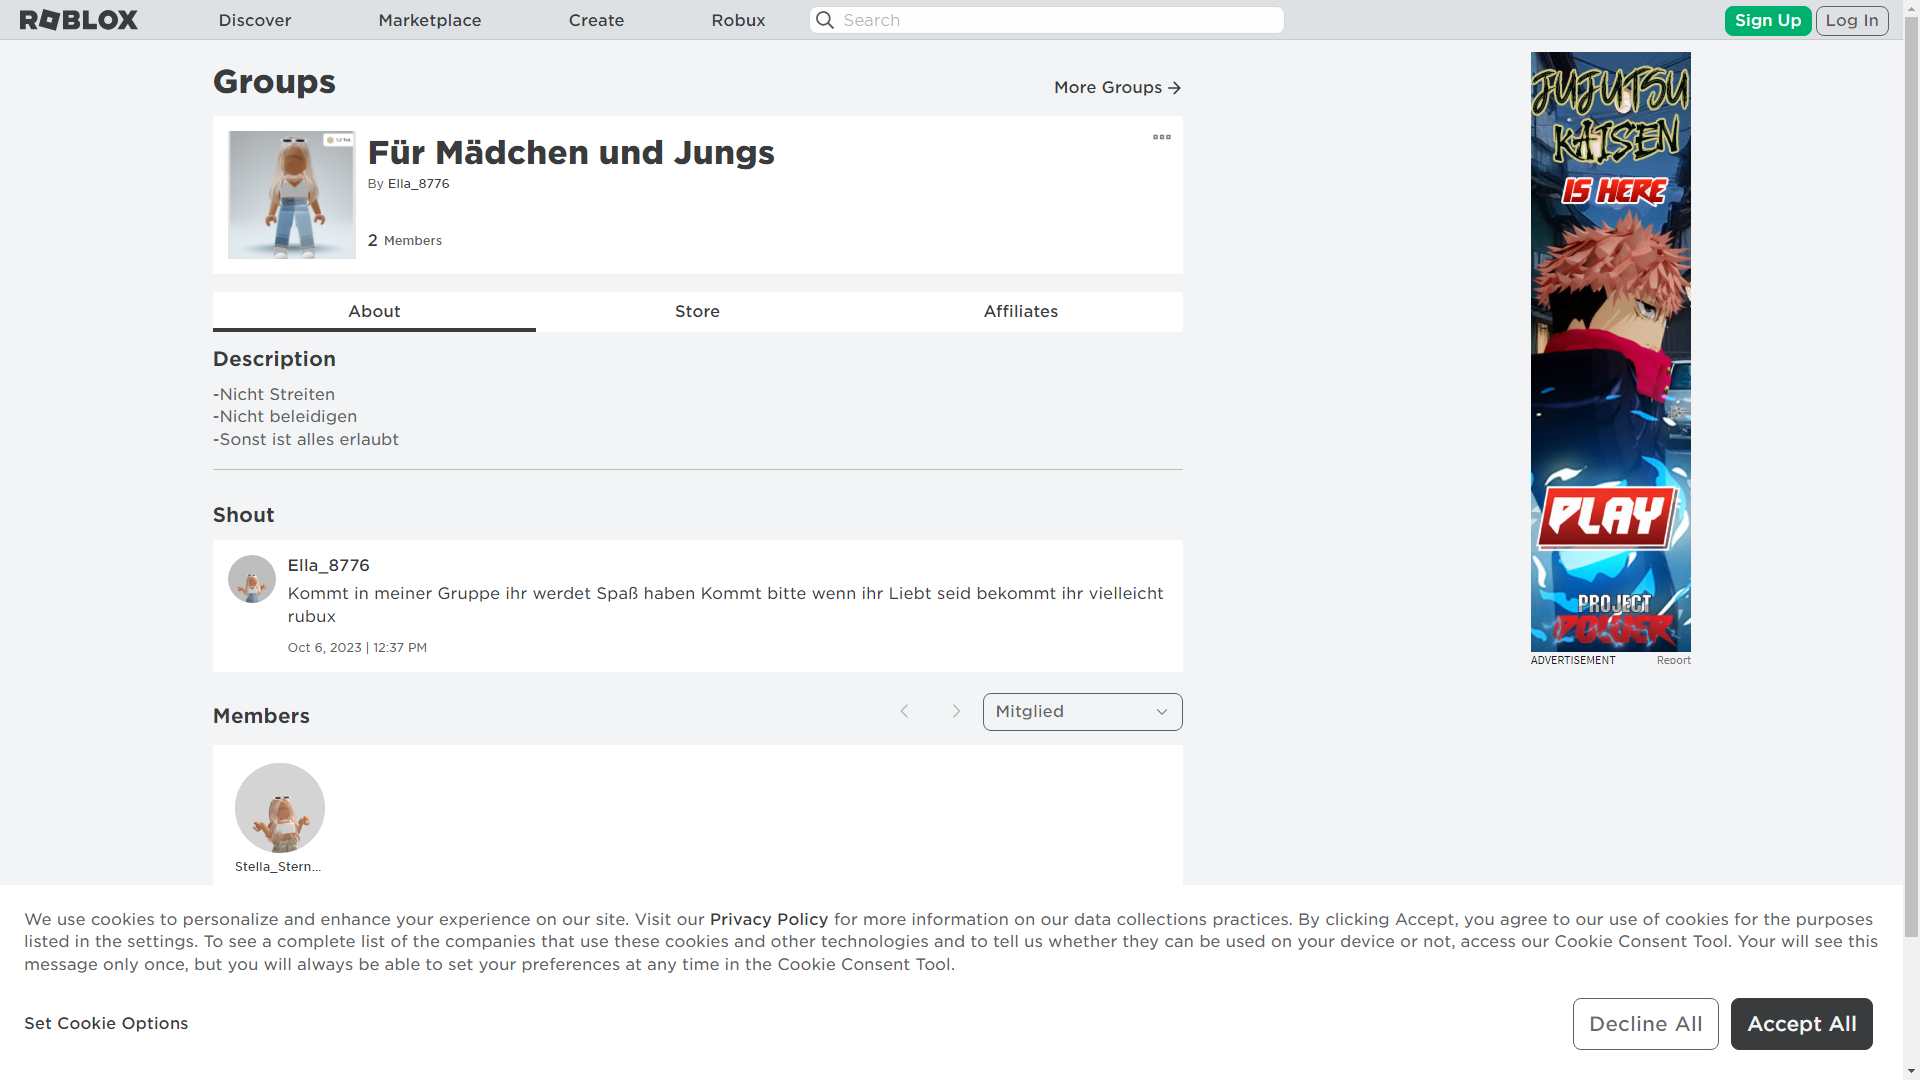 ROBLOX
Discover
Marketplace
Create
Robux
Search
Sign Up
Log In
Groups
More Groups
Für Mädchen und Jungs
By Ella_8776
2 Members
About
Store
Affiliates
Description
-Nicht Streiten
-Nicht beleidigen
-Sonst ist alles erlaubt
Shout
Ella_8776
Kommt in meiner Gruppe ihr werdet Spaß haben Kommt bitte wenn ihr Liebt seid bekommt ihr vielleicht
rubux
Oct 6, 2023 | 12:37 PM
Members
Mitglied
Stella_Stern...
JUJUTSU
KAISEN
IS HERE
PLAY
PROJECT
POWER
ADVERTISEMENT
Report
We use cookies to personalize and enhance your experience on our site. Visit our Privacy Policy for more information on our data collections practices. By clicking Accept, you agree to our use of cookies for the purposes
listed in the settings. To see a complete list of the companies that use these cookies and other technologies and to tell us whether they can be used on your device or not, access our Cookie Consent Tool. Your will see this
message only once, but you will always be able to set your preferences at any time in the Cookie Consent Tool.
Set Cookie Options
Decline All
Accept All